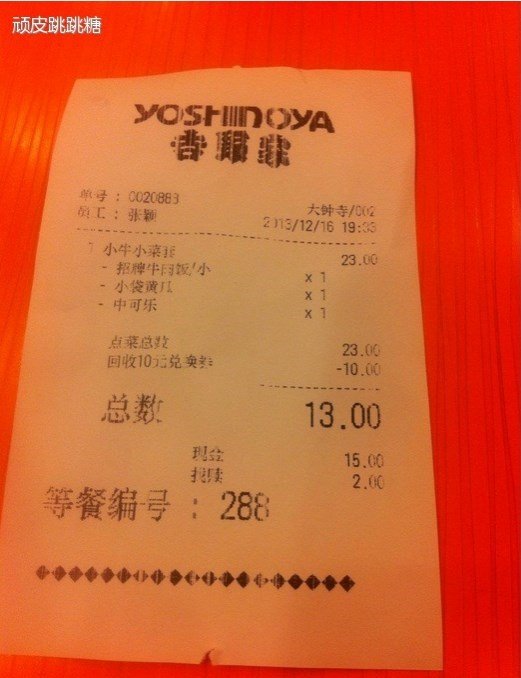 顽皮跳跳糖
YOSHINOYA
吉野家
单号：0020883
大钟寺/002
员工：张颖
2013/12/16 19:33
1 小牛小菜 23.00
- 招牌牛肉饭/小 x 1
- 小袋黄瓜 x 1
- 中可乐 x 1
点菜总数 23.00
回收10元兑换券 -10.00
总数 13.00
现金 15.00
找赎 2.00
等餐编号：288